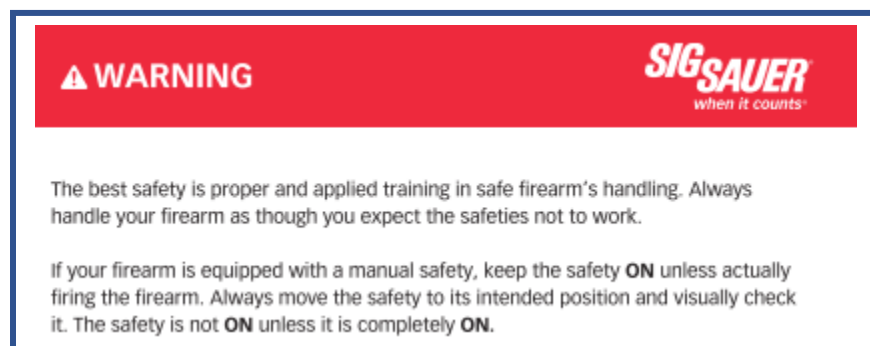 WARNING
SIG SAUER
when it counts
The best safety is proper and applied training in safe firearm's handling. Always
handle your firearm as though you expect the safeties not to work.
If your firearm is equipped with a manual safety, keep the safety ON unless actually
firing the firearm. Always move the safety to its intended position and visually check
it. The safety is not ON unless it is completely ON.